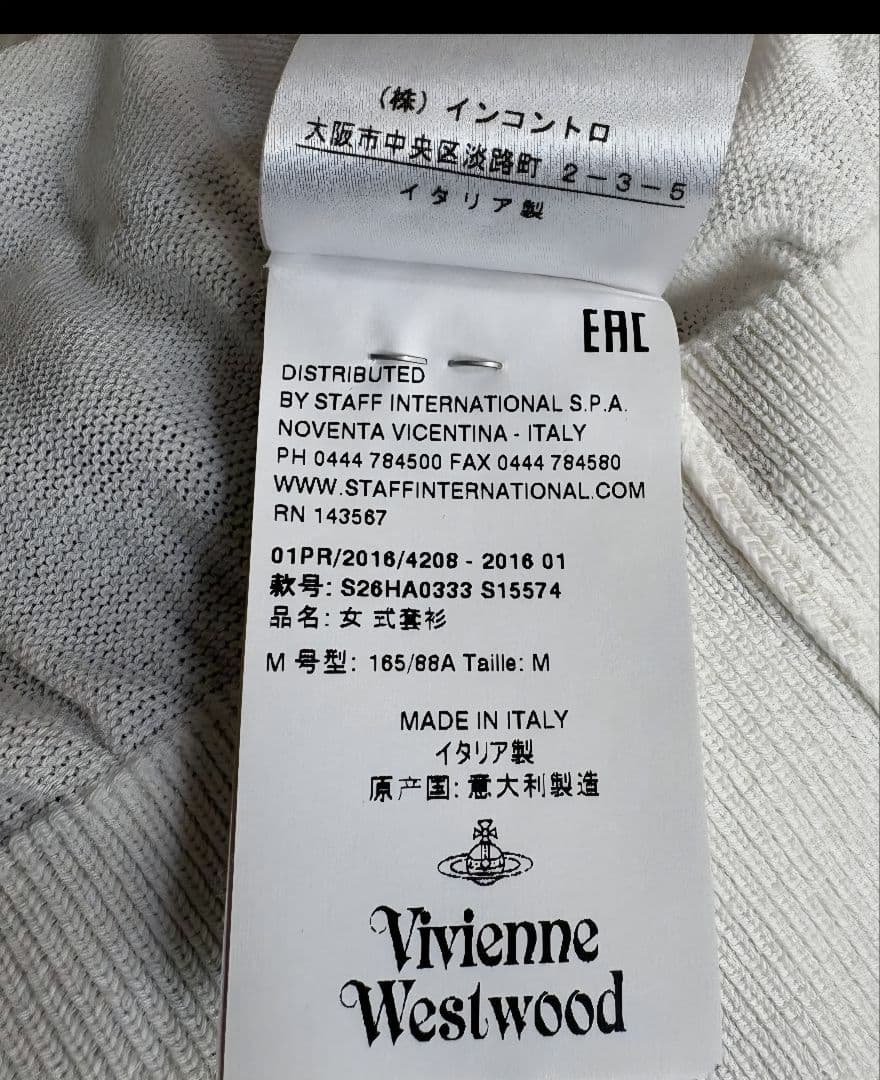 （株）インコントロ
大阪市中央区淡路町 2－3－5
イタリア製
EAC
DISTRIBUTED
BY STAFF INTERNATIONAL S.P.A.
NOVENTA VICENTINA - ITALY
PH 0444 784500 FAX 0444 784580
WWW.STAFFINTERNATIONAL.COM
RN 143567
01PR/2016/4208 - 2016 01
款号: S26HA0333 S15574
品名: 女 式套衫
M 号型: 165/88A Taille: M
MADE IN ITALY
イタリア製
原产国: 意大利製造
Vivienne
Westwood